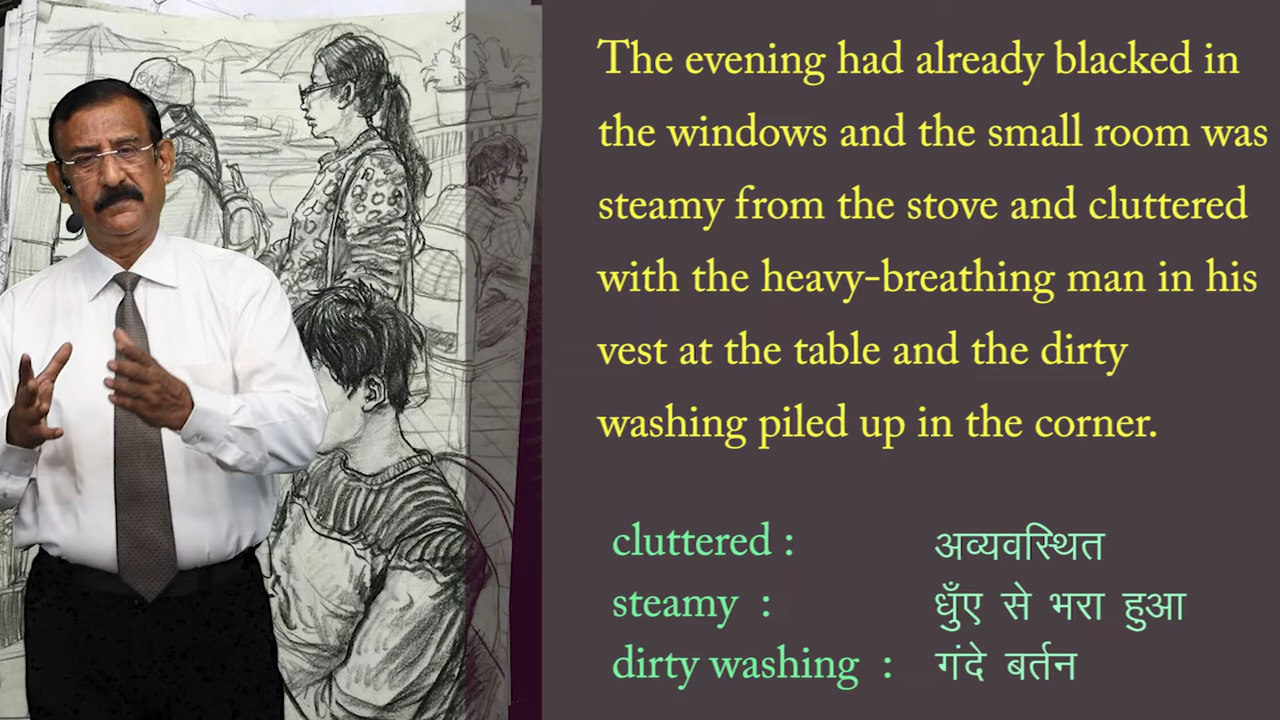 The evening had already blacked in
the windows and the small room was
steamy from the stove and cluttered
with the heavy-breathing man in his
vest at the table and the dirty
washing piled up in the corner.
cluttered : अव्यवस्थित
steamy : धुँए से भरा हुआ
dirty washing : गंदे बर्तन